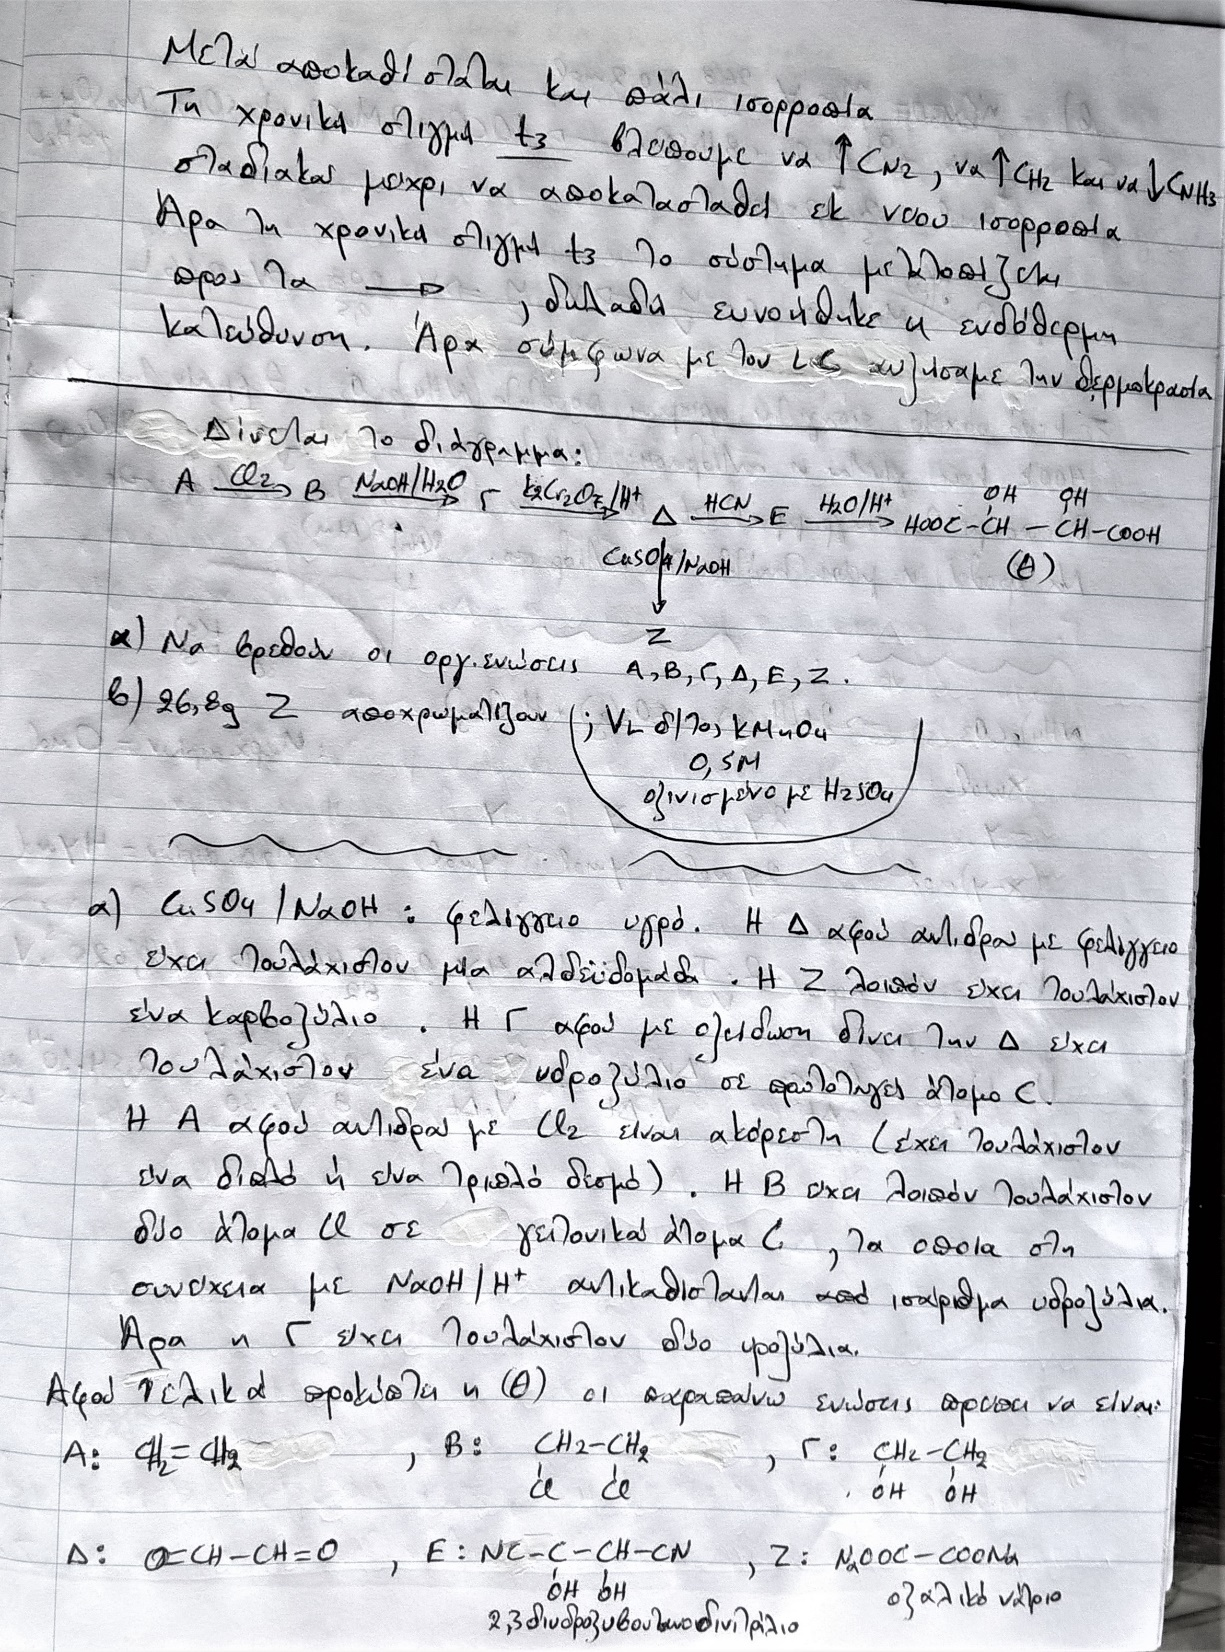 Μετά αποκαθίσταται και πάλι ισορροπία
Τη χρονική στιγμή t3 βλέπουμε να ↑CN2, να ↑CH2 και να ↓CNH3
σταδιακά μέχρι να αποκατασταθεί εκ νέου ισορροπία
Άρα τη χρονική στιγμή t3 το σύστημα μετατοπίζεται
προς τα →, δηλαδή ευνοήθηκε η ενδόθερμη
κατεύθυνση. Άρα σύμφωνα με τον LC αυξήσαμε την θερμοκρασία
Δίνεται το διάγραμμα:
A Cl2→ B NaOH/H2O→ Γ K2Cr2O7/H+→ Δ HCN→ E H2O/H+→ HOOC-CH-CH-COOH
OH OH
CuSO4/NaOH
(Θ)
Z
α) Να βρεθούν οι οργ. ενώσεις A, B, Γ, Δ, E, Z.
β) 26,8g Z αποχρωματίζουν (; VL δ/τος KMnO4
0,5M
οξινισμένο με H2SO4
α) CuSO4/NaOH : φελίγγειο υγρό. Η Δ αφού αντιδρά με φελίγγειο
έχει τουλάχιστον μία αλδεϋδομάδα. Η Z λοιπόν έχει τουλάχιστον
ένα καρβοξύλιο. Η Γ αφού με οξείδωση δίνει την Δ έχει
τουλάχιστον ένα υδροξύλιο σε πρωτοταγές άτομο C.
Η A αφού αντιδρά με Cl2 είναι ακόρεστη (έχει τουλάχιστον
ένα διπλό ή ένα τριπλό δεσμό). Η B έχει λοιπόν τουλάχιστον
δύο άτομα Cl σε γειτονικά άτομα C, τα οποία στη
συνέχεια με NaOH/H+ αντικαθίστανται από ισάριθμα υδροξύλια.
Άρα η Γ έχει τουλάχιστον δύο υροξύλια.
Αφού τελικά προκύπτει η (Θ) οι παραπάνω ενώσεις πρέπει να είναι:
A: CH2=CH2, B: CH2-CH2, Γ: CH2-CH2
Cl Cl OH OH
Δ: O=CH-CH=O, E: NC-C-CH-CN, Z: NaOOC-COONa
OH OH οξαλικό νάτριο
2,3 διυδροξυβουτανοδινιτρίλιο